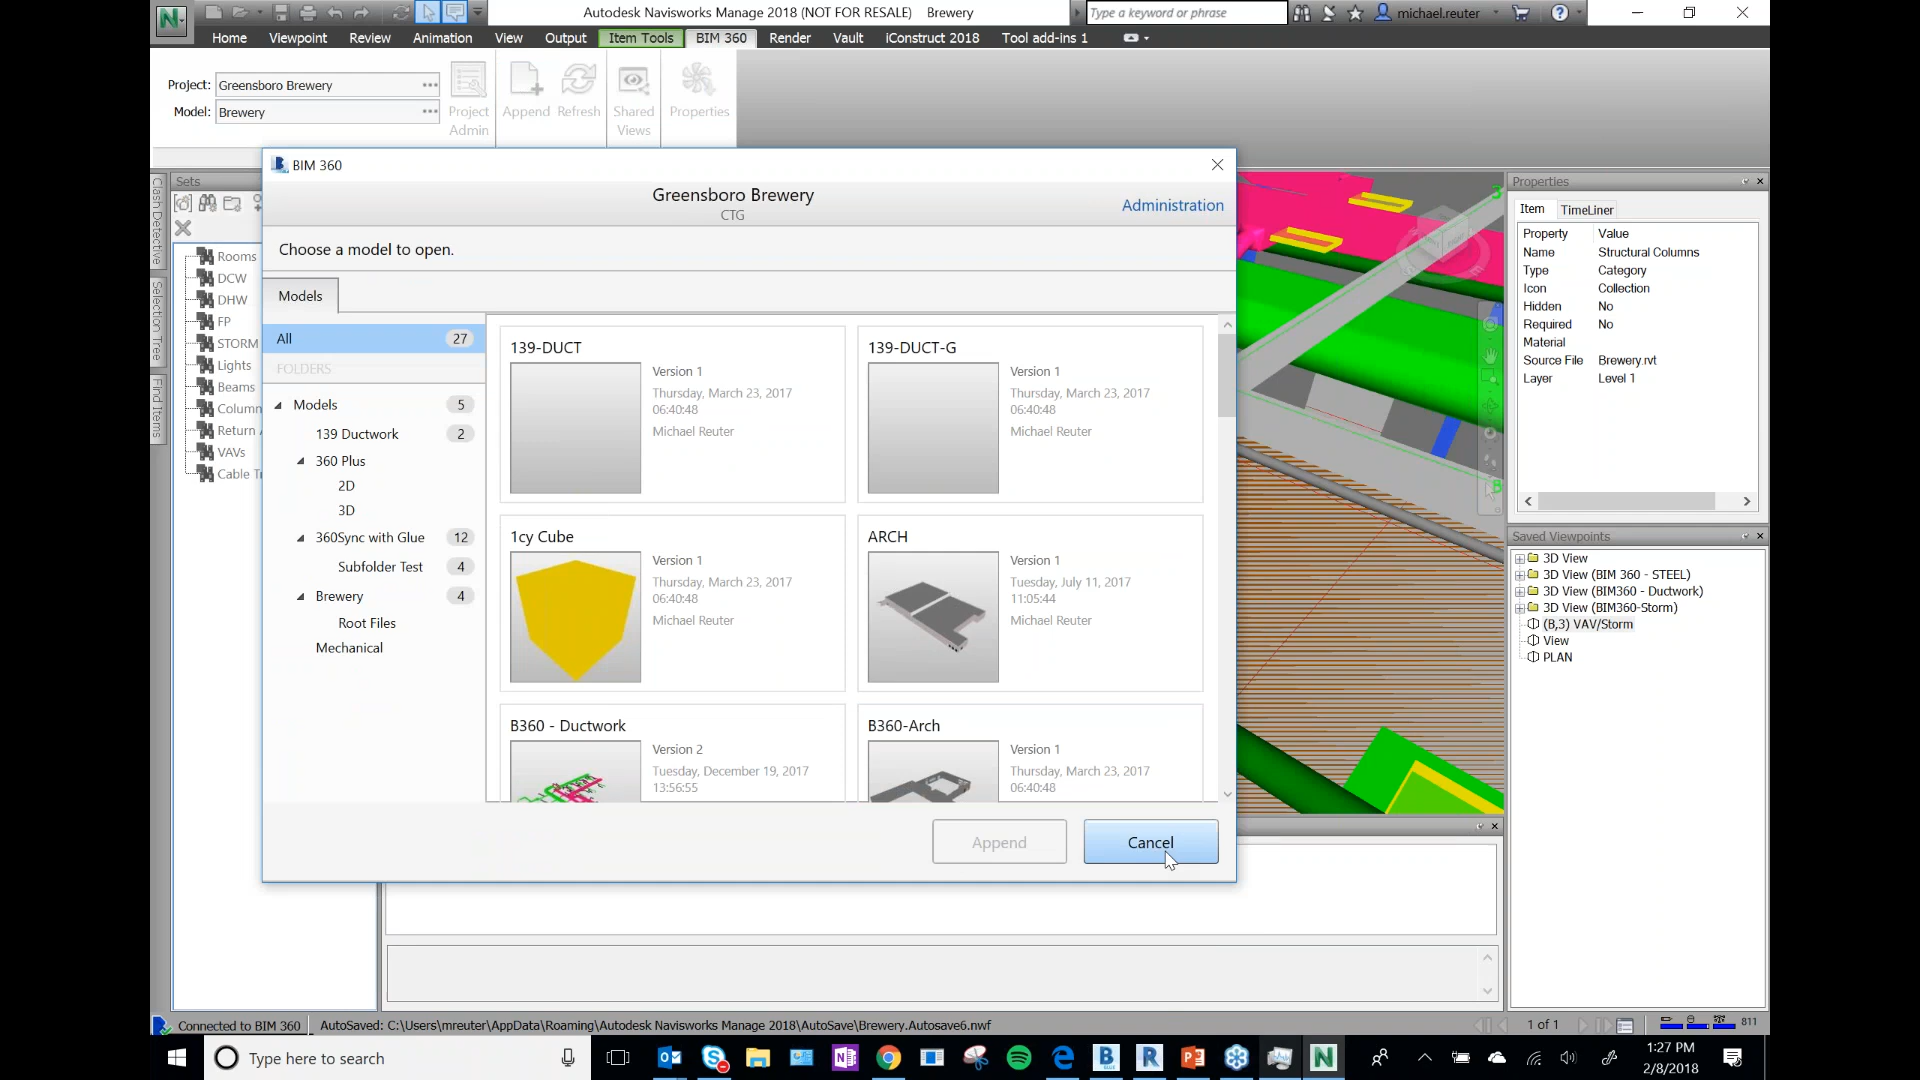 Autodesk Navisworks Manage 2018 (NOT FOR RESALE) Brewery
Type a keyword or phrase
michael.reuter
Home Viewpoint Review Animation View Output Item Tools BIM 360 Render Vault iConstruct 2018 Tool add-ins 1
Project: Greensboro Brewery
Model: Brewery
Project Admin
Append
Refresh
Shared Views
Properties
Clash Detective
Selection Tree
Find Items
Sets
Rooms
DCW
DHW
FP
STORM
Lights
Beams
Column
Return
VAVs
BIM 360
Greensboro Brewery
CTG
Administration
Choose a model to open.
Models
All 27
FOLDERS
Models 5
139 Ductwork 2
360 Plus
2D
3D
360Sync with Glue 12
Subfolder Test 4
Brewery 4
Root Files
Mechanical
139-DUCT
Version 1
Thursday, March 23, 2017
06:40:48
Michael Reuter
139-DUCT-G
Version 1
Thursday, March 23, 2017
06:40:48
Michael Reuter
1cy Cube
Version 1
Thursday, March 23, 2017
06:40:48
Michael Reuter
ARCH
Version 1
Tuesday, July 11, 2017
11:05:44
Michael Reuter
B360 - Ductwork
Version 2
Tuesday, December 19, 2017
13:56:55
B360-Arch
Version 1
Thursday, March 23, 2017
06:40:48
Append
Cancel
3
B
Properties
Item TimeLiner
Property Value
Name Structural Columns
Type Category
Icon Collection
Hidden No
Required No
Material
Source File Brewery.rvt
Layer Level 1
Saved Viewpoints
3D View
3D View (BIM 360 - STEEL)
3D View (BIM360 - Ductwork)
3D View (BIM360-Storm)
(B,3) VAV/Storm
View
PLAN
Connected to BIM 360
AutoSaved: C:\Users\mreuter\AppData\Roaming\Autodesk Navisworks Manage 2018\AutoSave\Brewery.Autosave6.nwf
1 of 1
811
Type here to search
1:27 PM
2/8/2018